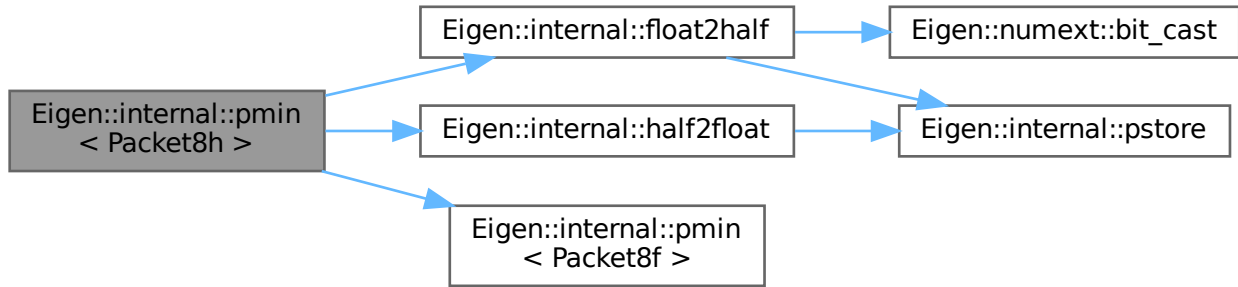 Eigen::internal::pmin
< Packet8h >
Eigen::internal::float2half
Eigen::numext::bit_cast
Eigen::internal::half2float
Eigen::internal::pstore
Eigen::internal::pmin
< Packet8f >